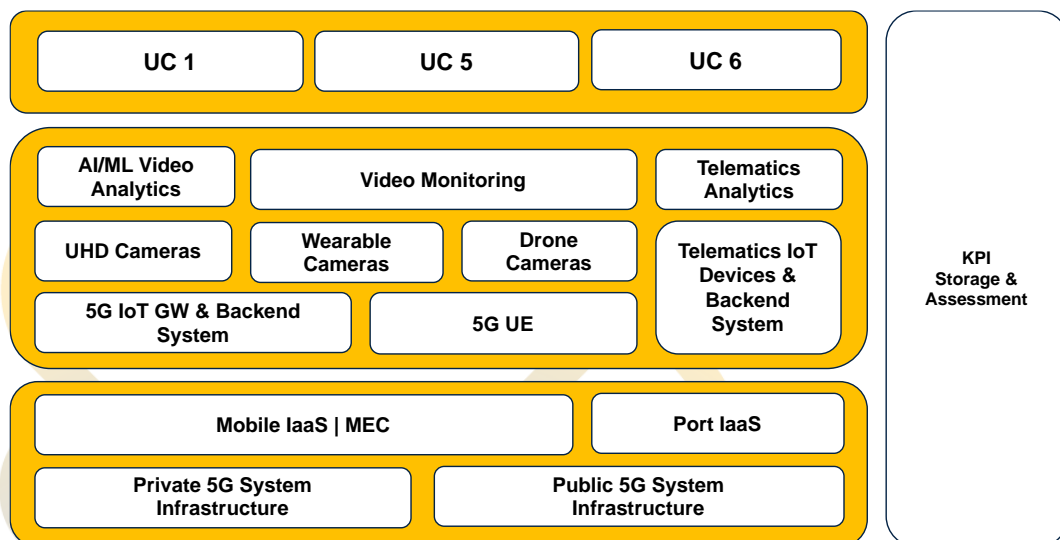 UC 1
UC 5
UC 6
AI/ML Video
Analytics
Video Monitoring
Telematics
Analytics
UHD Cameras
Wearable
Cameras
Drone
Cameras
Telematics IoT
Devices &
Backend
System
5G IoT GW & Backend
System
5G UE
Mobile IaaS | MEC
Port IaaS
Private 5G System
Infrastructure
Public 5G System
Infrastructure
KPI
Storage &
Assessment